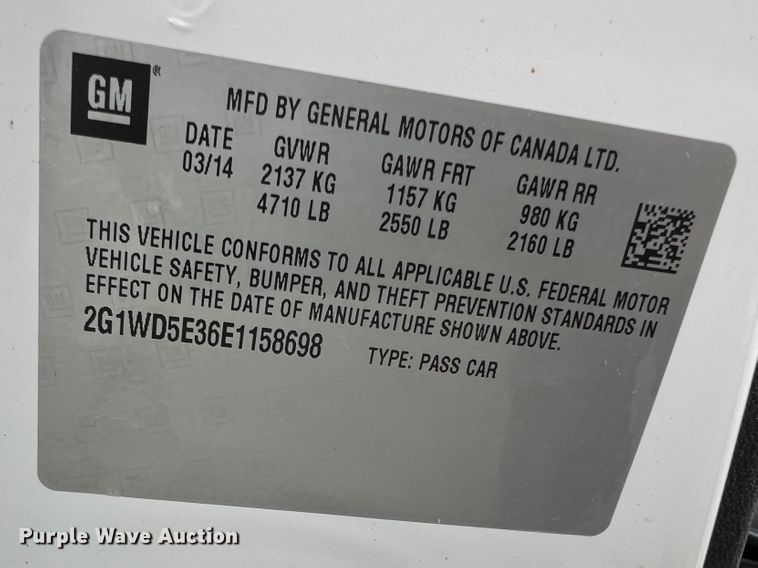 GM ®
MFD BY GENERAL MOTORS OF CANADA LTD.
DATE GVWR GAWR FRT GAWR RR
03/14 2137 KG 1157 KG 980 KG
4710 LB 2550 LB 2160 LB
THIS VEHICLE CONFORMS TO ALL APPLICABLE U.S. FEDERAL MOTOR
VEHICLE SAFETY, BUMPER, AND THEFT PREVENTION STANDARDS IN
EFFECT ON THE DATE OF MANUFACTURE SHOWN ABOVE.
2G1WD5E36E1158698 TYPE: PASS CAR
Purple Wave Auction